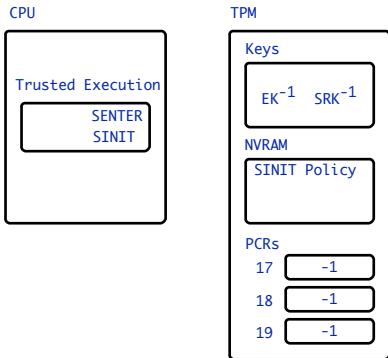 CPU
Trusted Execution
SENTER
SINIT
TPM
Keys
EK-1 SRK-1
NVRAM
SINIT Policy
PCRs
17 -1
18 -1
19 -1